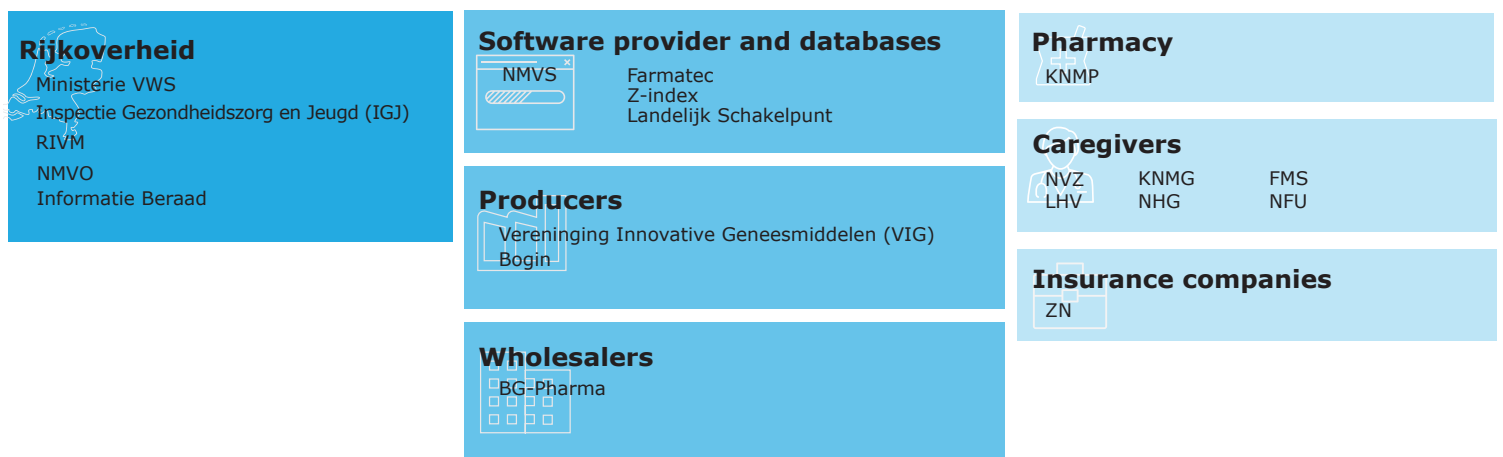 Rijkoverheid
Ministerie VWS
Inspectie Gezondheidszorg en Jeugd (IGJ)
RIVM
NMVO
Informatie Beraad
Software provider and databases
NMVS
Farmatec
Z-index
Landelijk Schakelpunt
Producers
Vereninging Innovative Geneesmiddelen (VIG)
Bogin
Wholesalers
BG-Pharma
Pharmacy
KNMP
Caregivers
NVZ KNMG FMS
LHV NHG NFU
Insurance companies
ZN